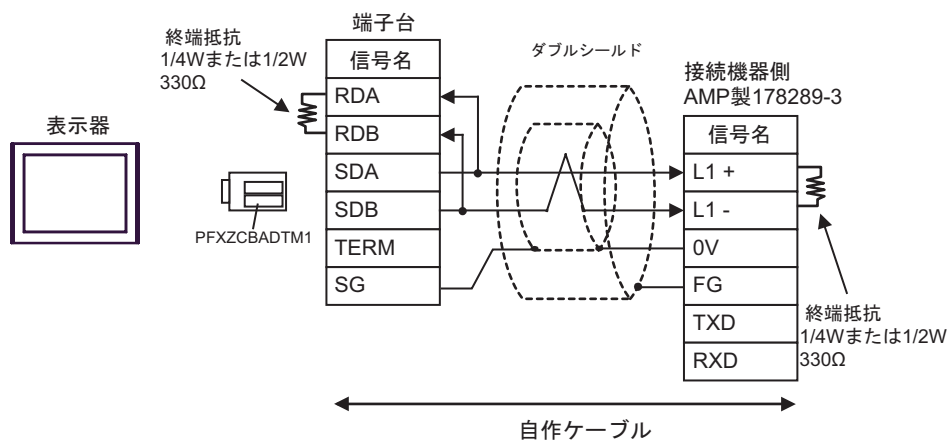 端子台
終端抵抗
1/4Wまたは1/2W
330Ω
ダブルシールド
接続機器側
AMP製178289-3
表示器
信号名
RDA
RDB
SDA
SDB
TERM
SG
PFXZCBADTM1
信号名
L1 +
L1 -
0V
FG
TXD
RXD
終端抵抗
1/4Wまたは1/2W
330Ω
自作ケーブル